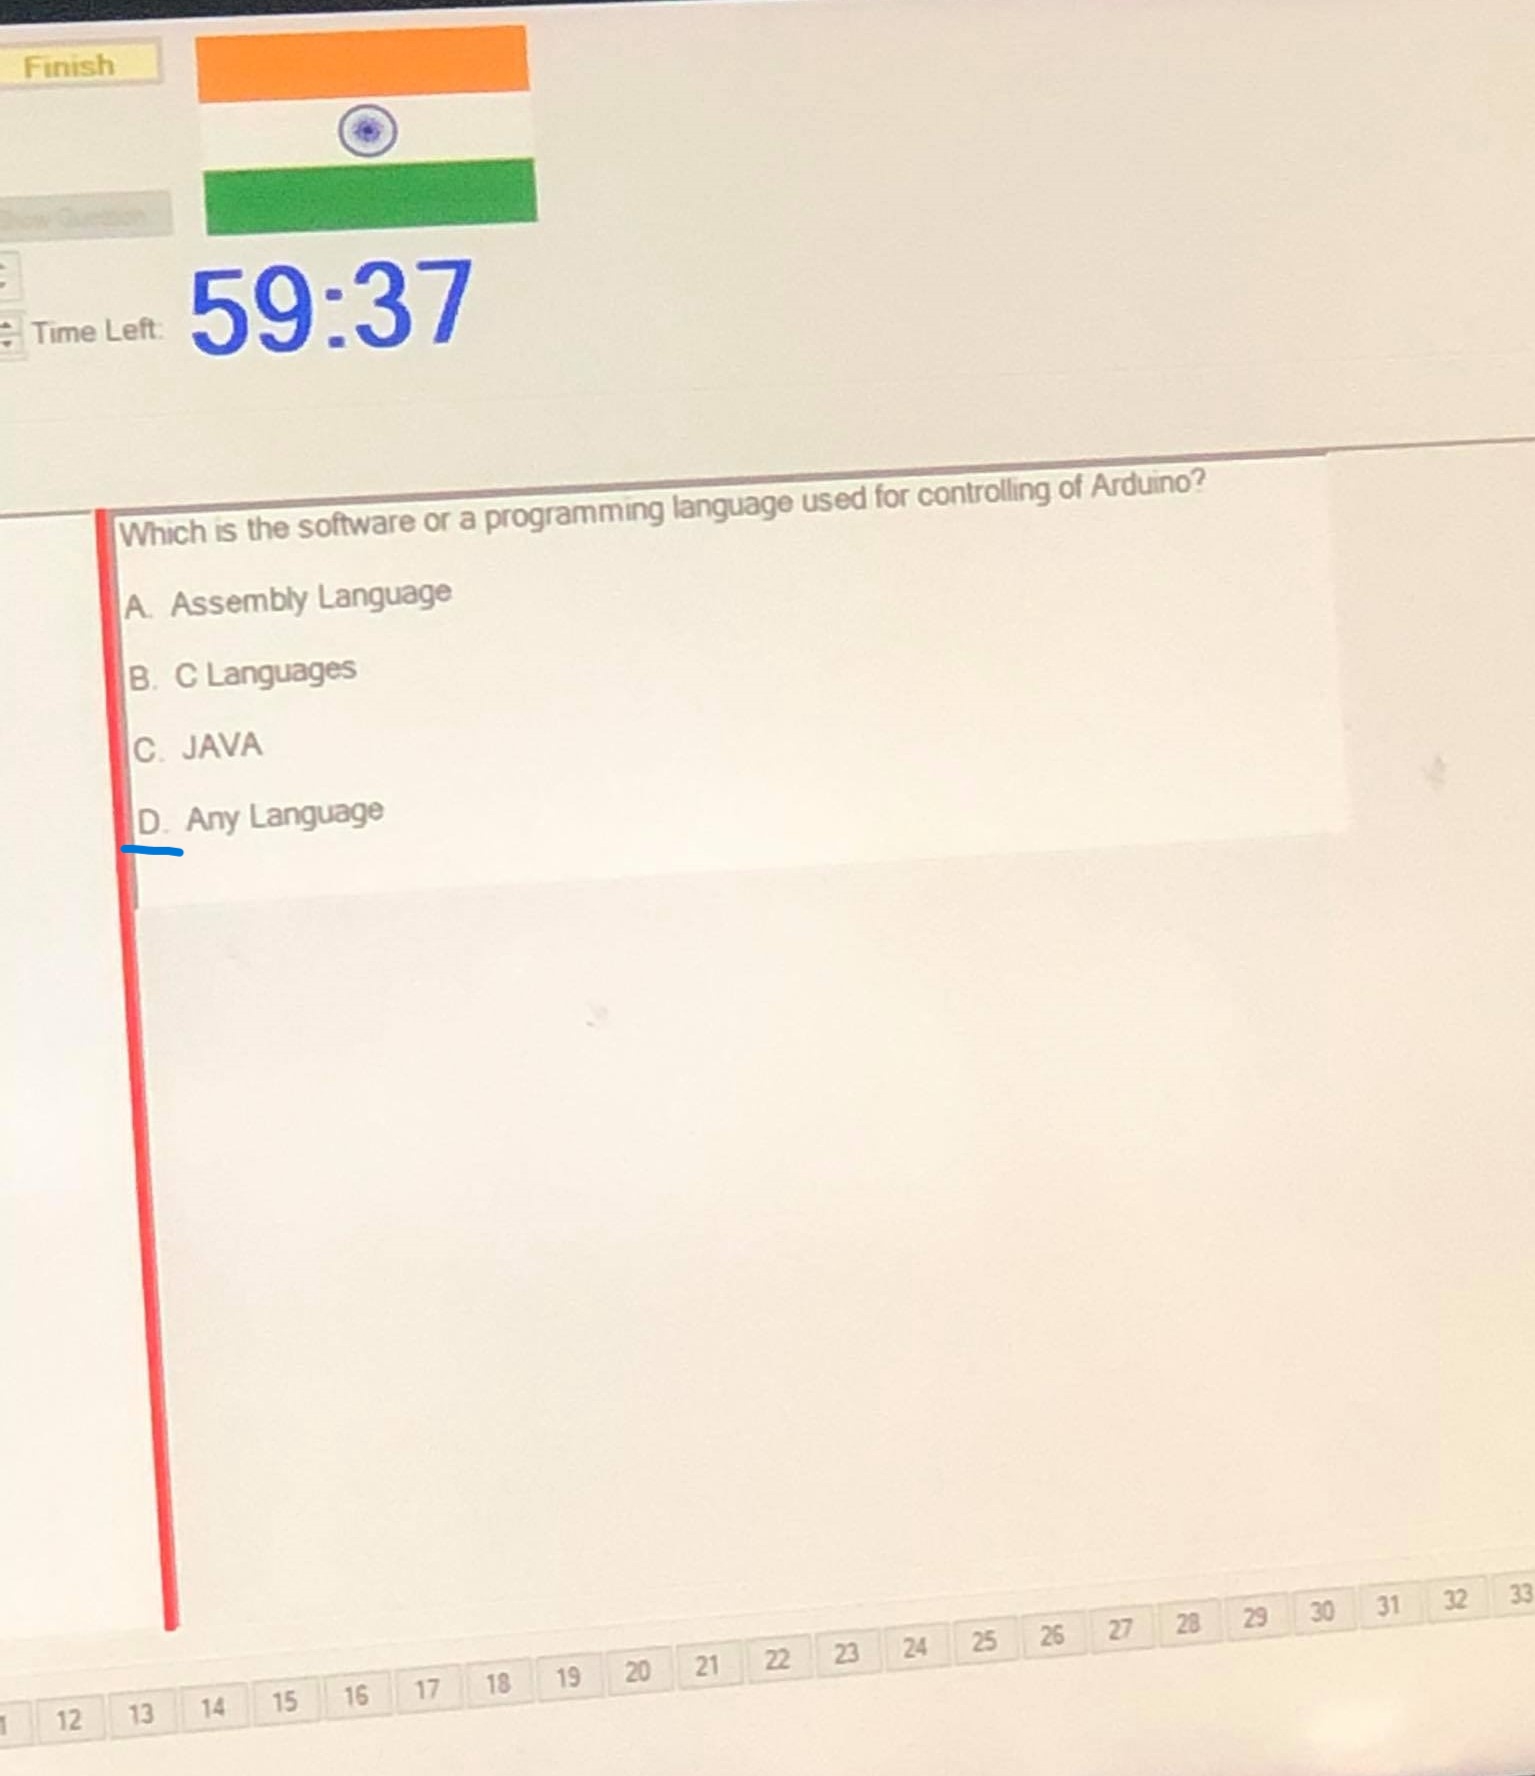 Finish
Show Question
Time Left: 59:37
Which is the software or a programming language used for controlling of Arduino?
A. Assembly Language
B. C Languages
C. JAVA
D. Any Language
12 13 14 15 16 17 18 19 20 21 22 23 24 25 26 27 28 29 30 31 32 33